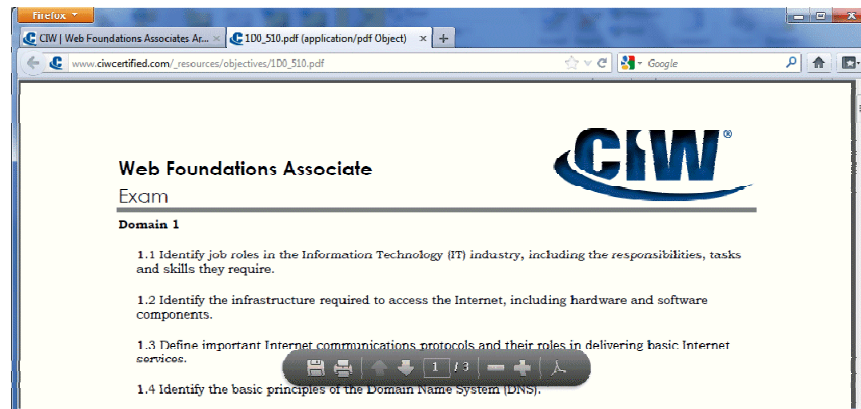 Firefox
CIW | Web Foundations Associates Ar... × 1D0_510.pdf (application/pdf Object) × +
www.ciwcertified.com/_resources/objectives/1D0_510.pdf Google
CIW®
Web Foundations Associate
Exam
Domain 1
1.1 Identify job roles in the Information Technology (IT) industry, including the responsibilities, tasks
and skills they require.
1.2 Identify the infrastructure required to access the Internet, including hardware and software
components.
1.3 Define important Internet communications protocols and their roles in delivering basic Internet
services.
1 / 3
1.4 Identify the basic principles of the Domain Name System (DNS).